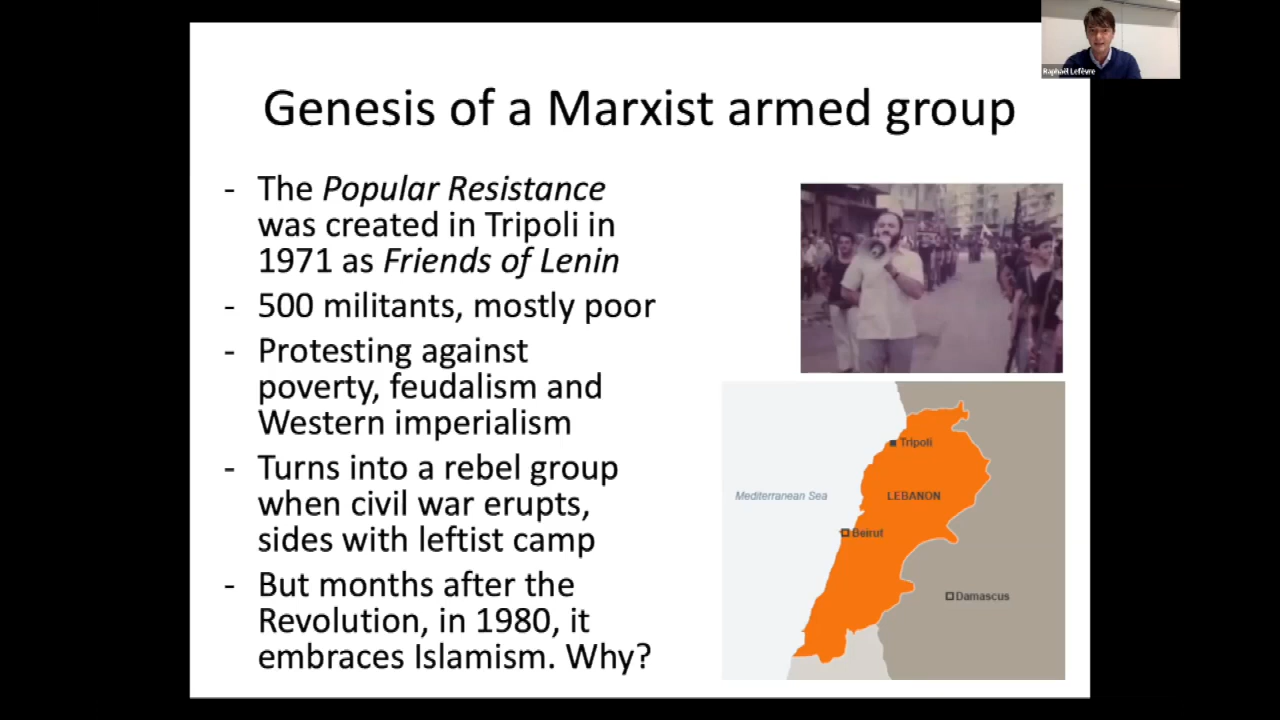 Raphaël Lefèvre
Genesis of a Marxist armed group
- The Popular Resistance
was created in Tripoli in
1971 as Friends of Lenin
- 500 militants, mostly poor
- Protesting against
poverty, feudalism and
Western imperialism
- Turns into a rebel group
when civil war erupts,
sides with leftist camp
- But months after the
Revolution, in 1980, it
embraces Islamism. Why?
Tripoli
Mediterranean Sea
LEBANON
Beirut
Damascus